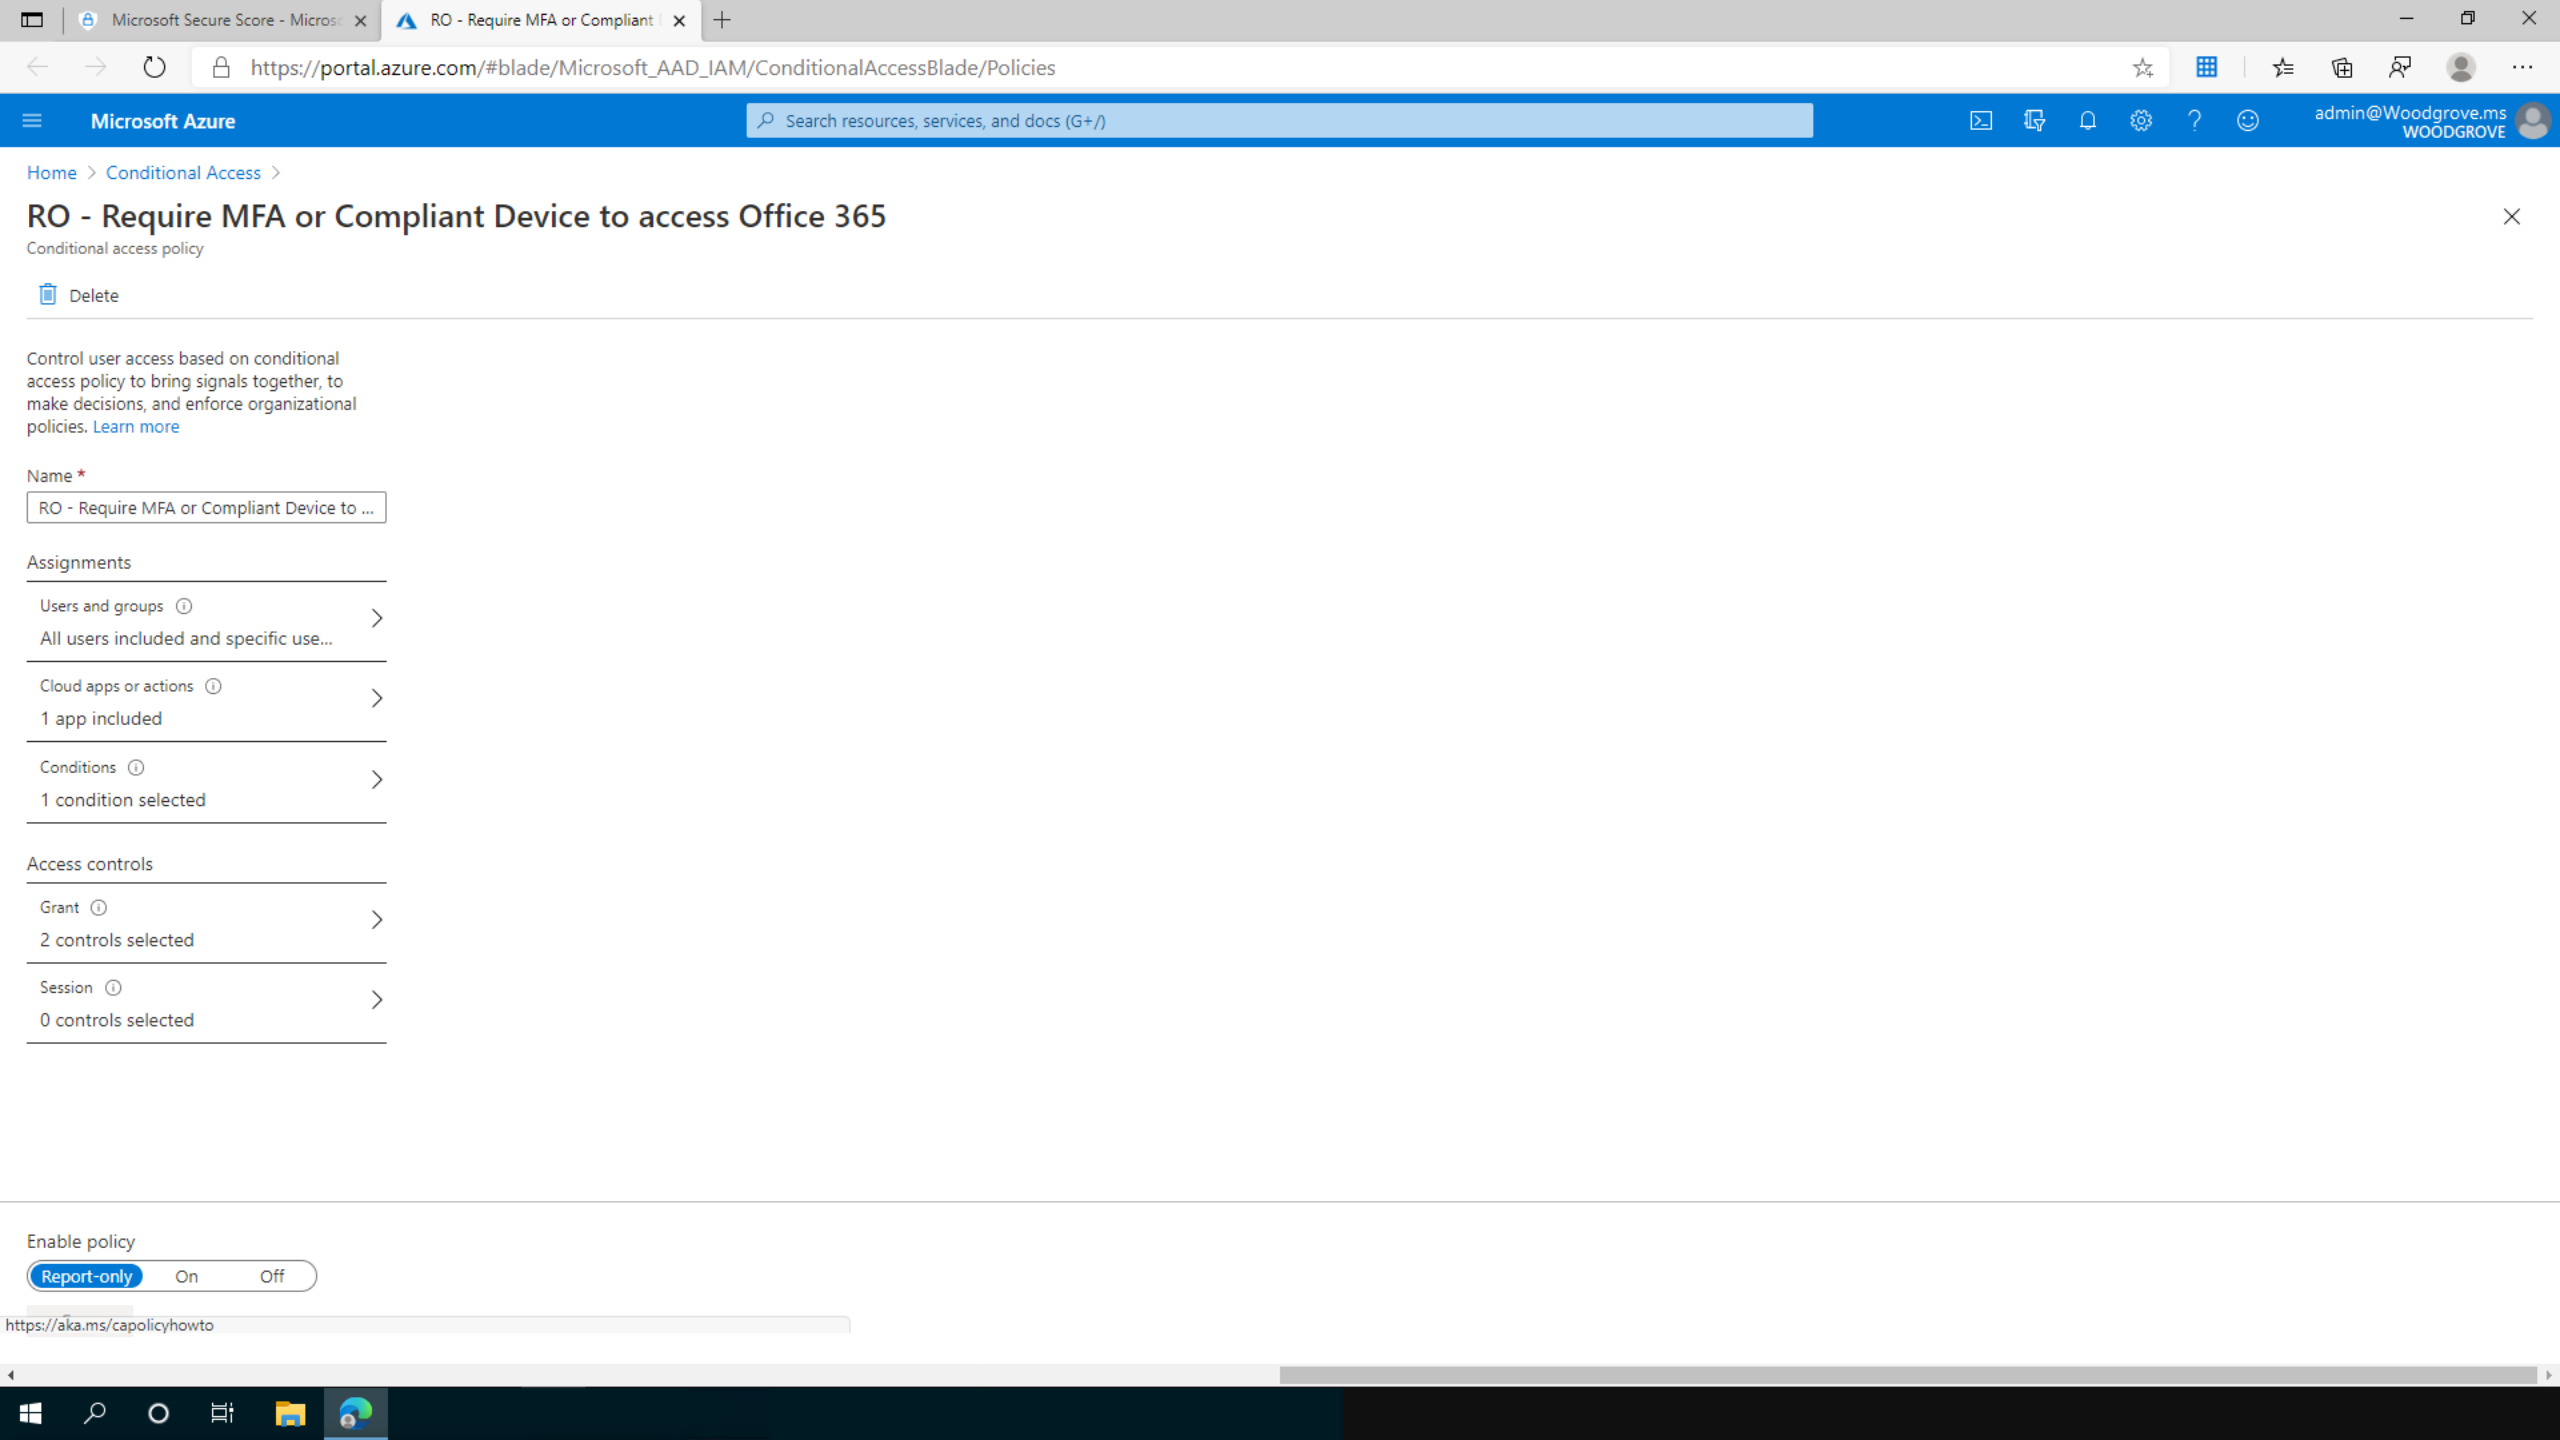 Microsoft Secure Score - Micros
RO - Require MFA or Compliant
https://portal.azure.com/#blade/Microsoft_AAD_IAM/ConditionalAccessBlade/Policies
Microsoft Azure
Search resources, services, and docs (G+/)
admin@Woodgrove.ms
WOODGROVE
Home
Conditional Access
RO - Require MFA or Compliant Device to access Office 365
Conditional access policy
Delete
Control user access based on conditional
access policy to bring signals together, to
make decisions, and enforce organizational
policies. Learn more
Name *
RO - Require MFA or Compliant Device to ...
Assignments
Users and groups
All users included and specific use...
Cloud apps or actions
1 app included
Conditions
1 condition selected
Access controls
Grant
2 controls selected
Session
0 controls selected
Enable policy
Report-only On Off
https://aka.ms/capolicyhowto